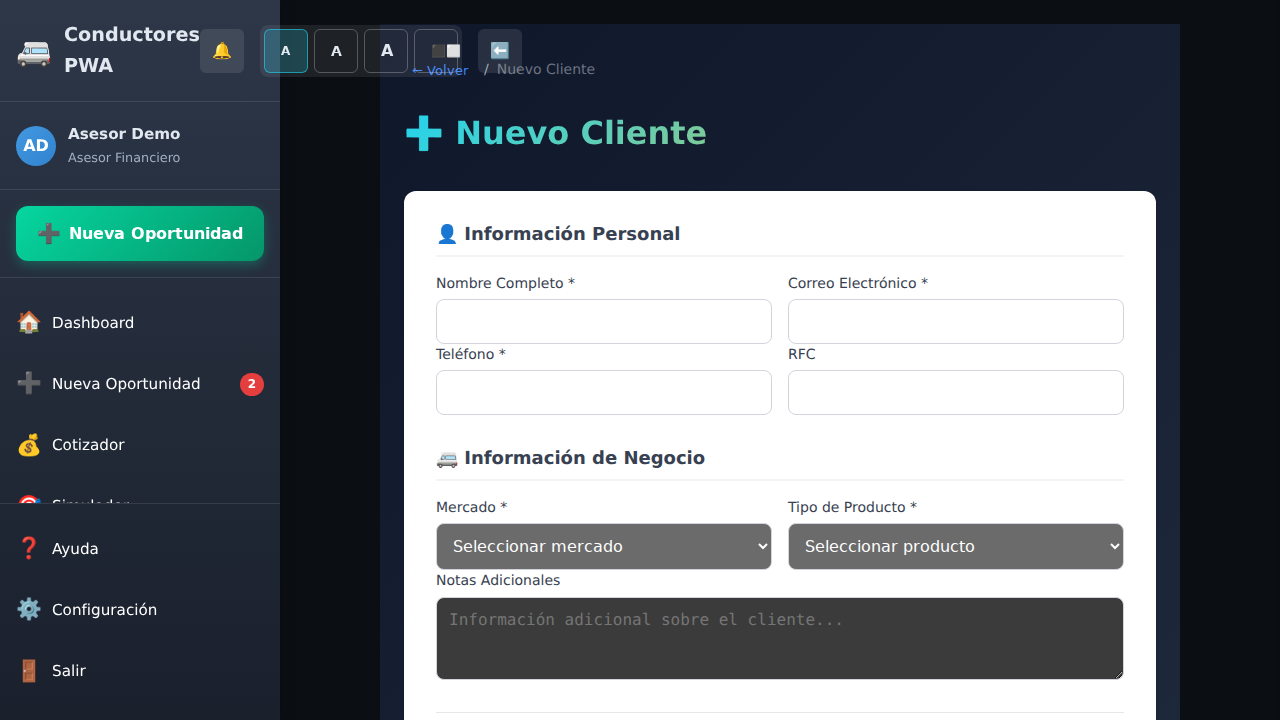 Conductores
PWA
A
A
A
← Volver / Nuevo Cliente
AD
Asesor Demo
Asesor Financiero
Nueva Oportunidad
Dashboard
Nueva Oportunidad 2
Cotizador
Simulador
Ayuda
Configuración
Salir
Nuevo Cliente
Información Personal
Nombre Completo *
Correo Electrónico *
Teléfono *
RFC
Información de Negocio
Mercado *
Tipo de Producto *
Seleccionar mercado
Seleccionar producto
Notas Adicionales
Información adicional sobre el cliente...